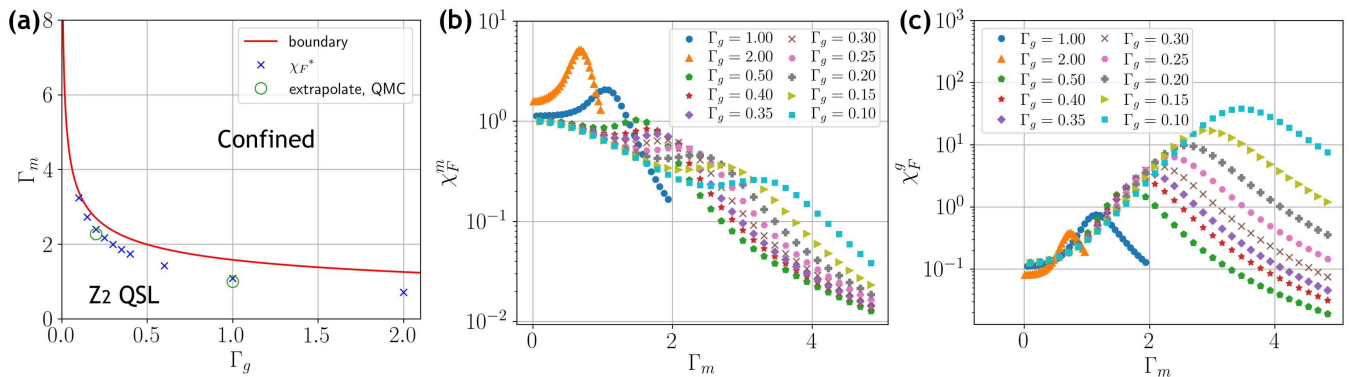 (a)
8
6
4
2
0
Γm
0.0 0.5 1.0 1.5 2.0
Γg
boundary
χF*
extrapolate, QMC
Confined
Z2 QSL
(b)
10^1
10^0
10^-1
10^-2
χ_F^m
0 2 4
Γm
Γg = 1.00
Γg = 2.00
Γg = 0.50
Γg = 0.40
Γg = 0.35
Γg = 0.30
Γg = 0.25
Γg = 0.20
Γg = 0.15
Γg = 0.10
(c)
10^3
10^2
10^1
10^0
10^-1
χ_F^g
0 2 4
Γm
Γg = 1.00
Γg = 2.00
Γg = 0.50
Γg = 0.40
Γg = 0.35
Γg = 0.30
Γg = 0.25
Γg = 0.20
Γg = 0.15
Γg = 0.10